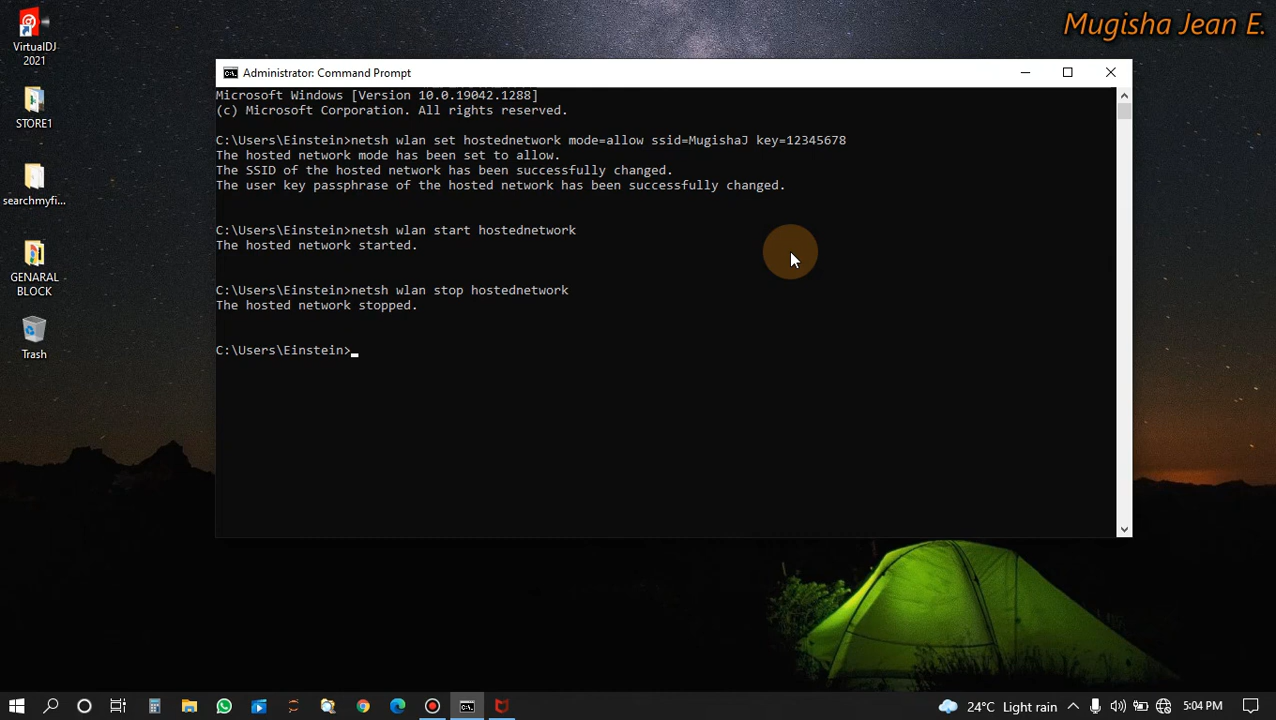 Mugisha Jean E.
VirtualDJ
2021
STORE1
searchmyfi...
GENARAL
BLOCK
Trash
Administrator: Command Prompt
Microsoft Windows [Version 10.0.19042.1288]
(c) Microsoft Corporation. All rights reserved.
C:\Users\Einstein>netsh wlan set hostednetwork mode=allow ssid=MugishaJ key=12345678
The hosted network mode has been set to allow.
The SSID of the hosted network has been successfully changed.
The user key passphrase of the hosted network has been successfully changed.
C:\Users\Einstein>netsh wlan start hostednetwork
The hosted network started.
C:\Users\Einstein>netsh wlan stop hostednetwork
The hosted network stopped.
C:\Users\Einstein>
24°C Light rain
5:04 PM